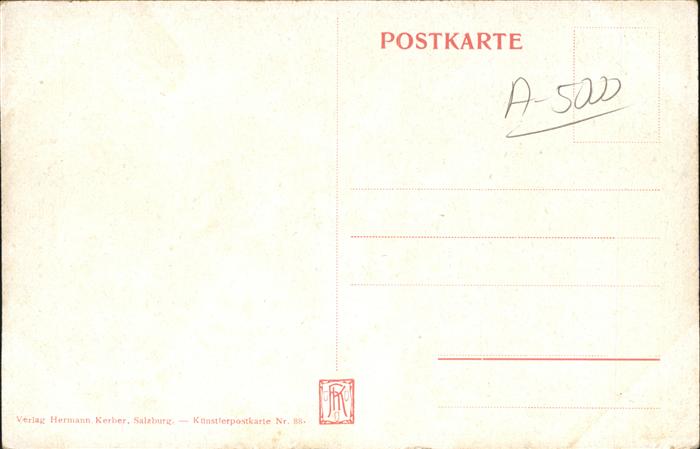 POSTKARTE
A-5000
Verlag Hermann Kerber, Salzburg. — Künstlerpostkarte Nr. 88.